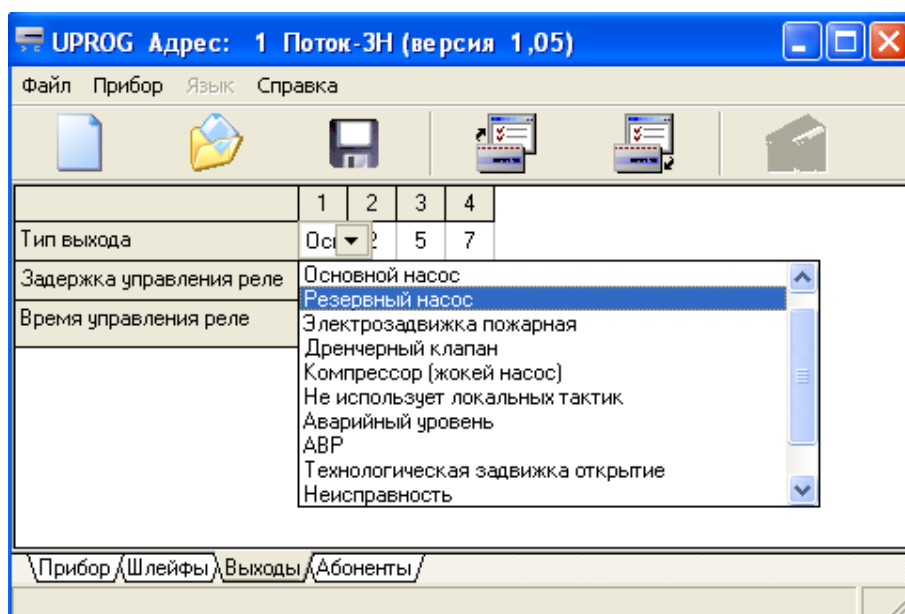 UPROG Адрес: 1 Поток-3Н (версия 1,05)
Файл Прибор Язык Справка
1 2 3 4
Тип выхода 5 7
Задержка управления реле
Время управления реле
Основной насос
Резервный насос
Электрозадвижка пожарная
Дренчерный клапан
Компрессор (жокей насос)
Не использует локальных тактик
Аварийный уровень
АВР
Технологическая задвижка открытие
Неисправность
Прибор Шлейфы Выходы Абоненты